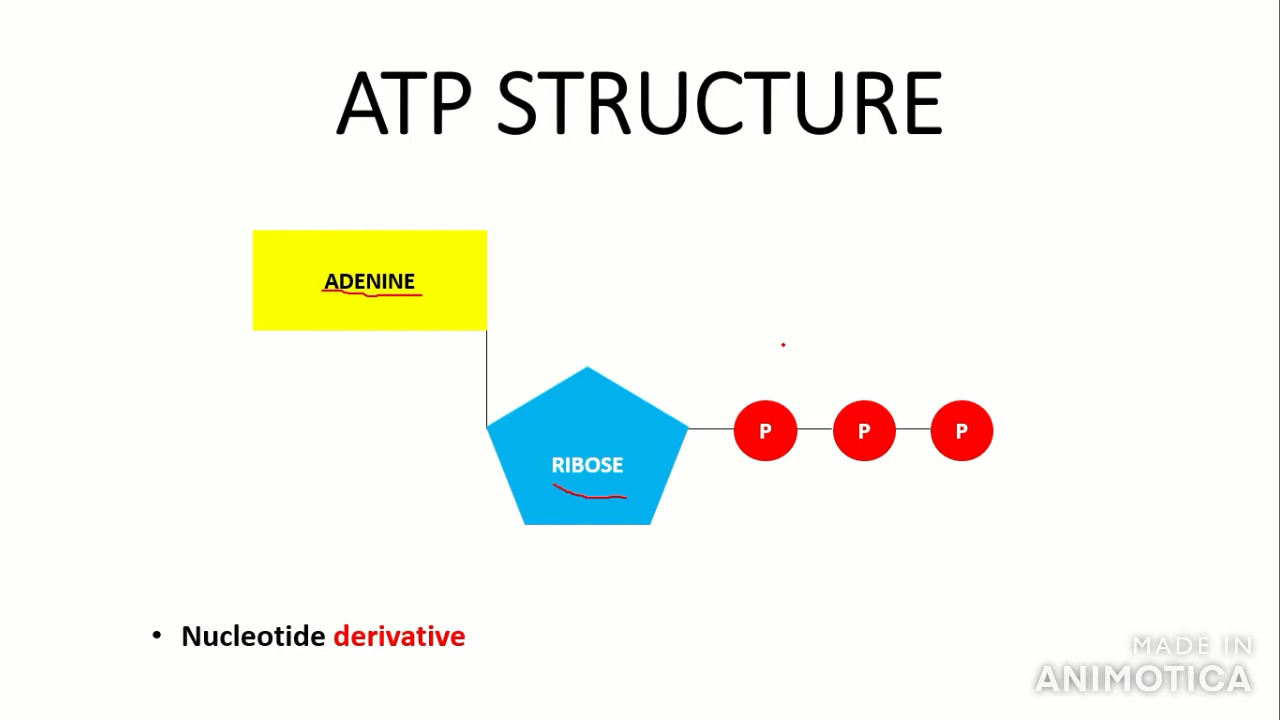 ATP STRUCTURE
ADENINE
RIBOSE
P P P
• Nucleotide derivative
MADE IN
ANIMOTICA